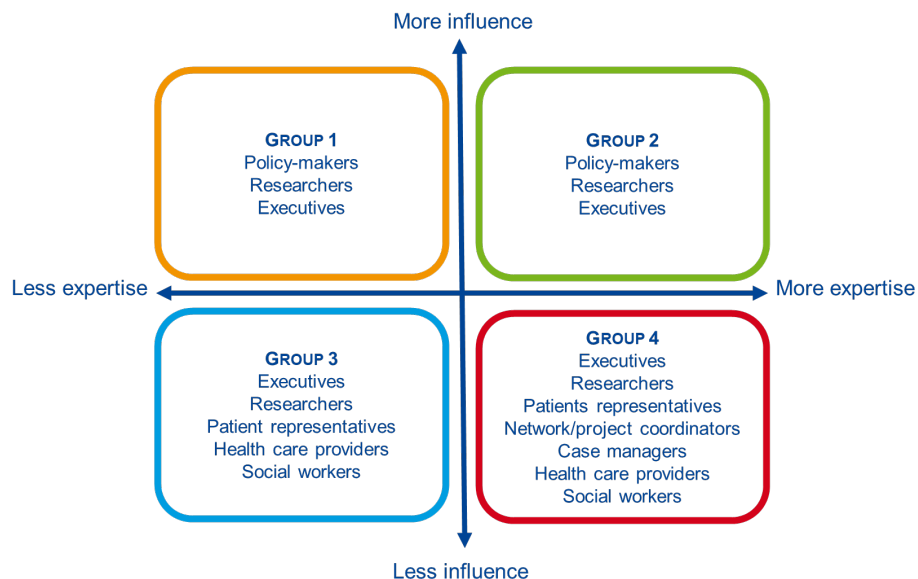 More influence
GROUP 1
Policy-makers
Researchers
Executives
GROUP 2
Policy-makers
Researchers
Executives
Less expertise
More expertise
GROUP 3
Executives
Researchers
Patient representatives
Health care providers
Social workers
GROUP 4
Executives
Researchers
Patients representatives
Network/project coordinators
Case managers
Health care providers
Social workers
Less influence